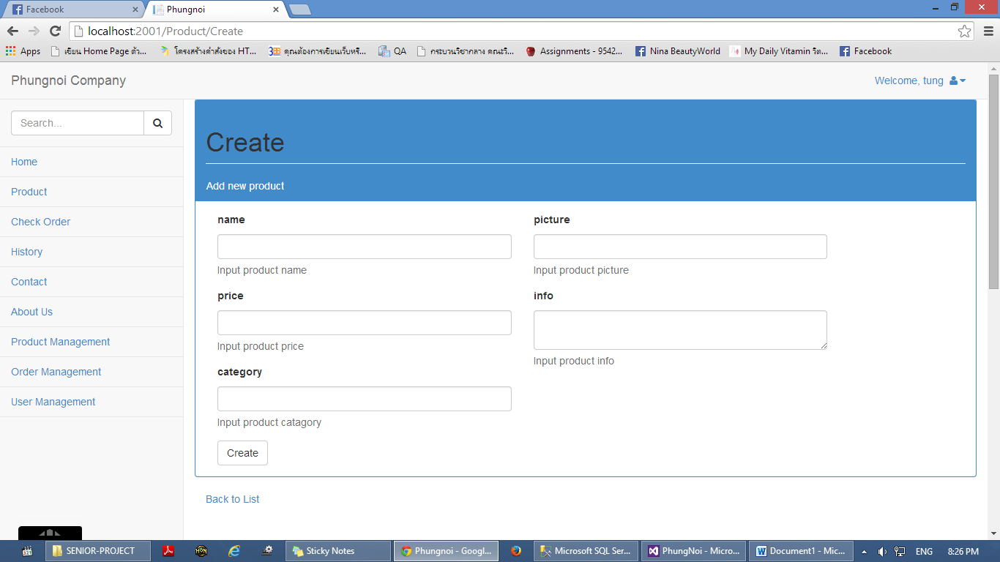 Facebook
Phungnoi
localhost:2001/Product/Create
Apps
เขียน Home Page ด้ว...
โครงสร้างคำสั่งของ HT...
คุณต้องการเขียนเว็บหรื...
QA
กระบวนวิชากลาง คณะวิ...
Assignments - 9542...
Nina BeautyWorld
My Daily Vitamin วิต...
Facebook
Phungnoi Company
Welcome, tung
Search...
Home
Product
Check Order
History
Contact
About Us
Product Management
Order Management
User Management
Create
Add new product
name
Input product name
picture
Input product picture
price
Input product price
info
Input product info
category
Input product catagory
Create
Back to List
SENIOR-PROJECT
HON
Sticky Notes
Phungnoi - Googl...
Microsoft SQL Ser...
PhungNoi - Micro...
Document1 - Mic...
ENG
8:26 PM